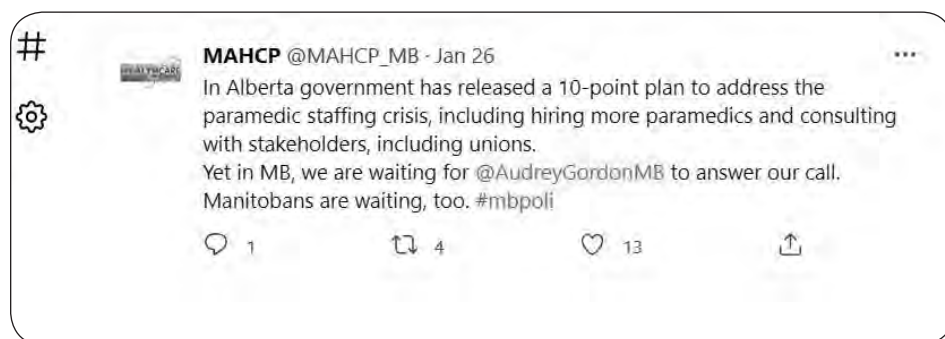 MAHCP @MAHCP_MB · Jan 26
HEALTHCARE
In Alberta government has released a 10-point plan to address the
paramedic staffing crisis, including hiring more paramedics and consulting
with stakeholders, including unions.
Yet in MB, we are waiting for @AudreyGordonMB to answer our call.
Manitobans are waiting, too. #mbpoli
1 4 13